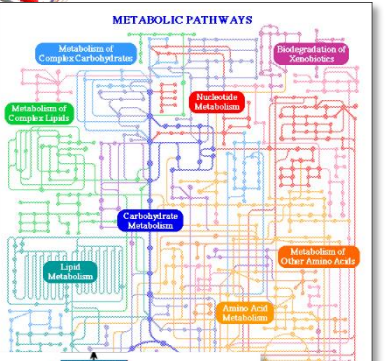 METABOLIC PATHWAYS
Metabolism of
Complex Carbohydrates
Biodegradation of
Xenobiotics
Nucleotide
Metabolism
Metabolism of
Complex Lipids
Carbohydrate
Metabolism
Metabolism of
Other Amino Acids
Lipid
Metabolism
Amino Acid
Metabolism